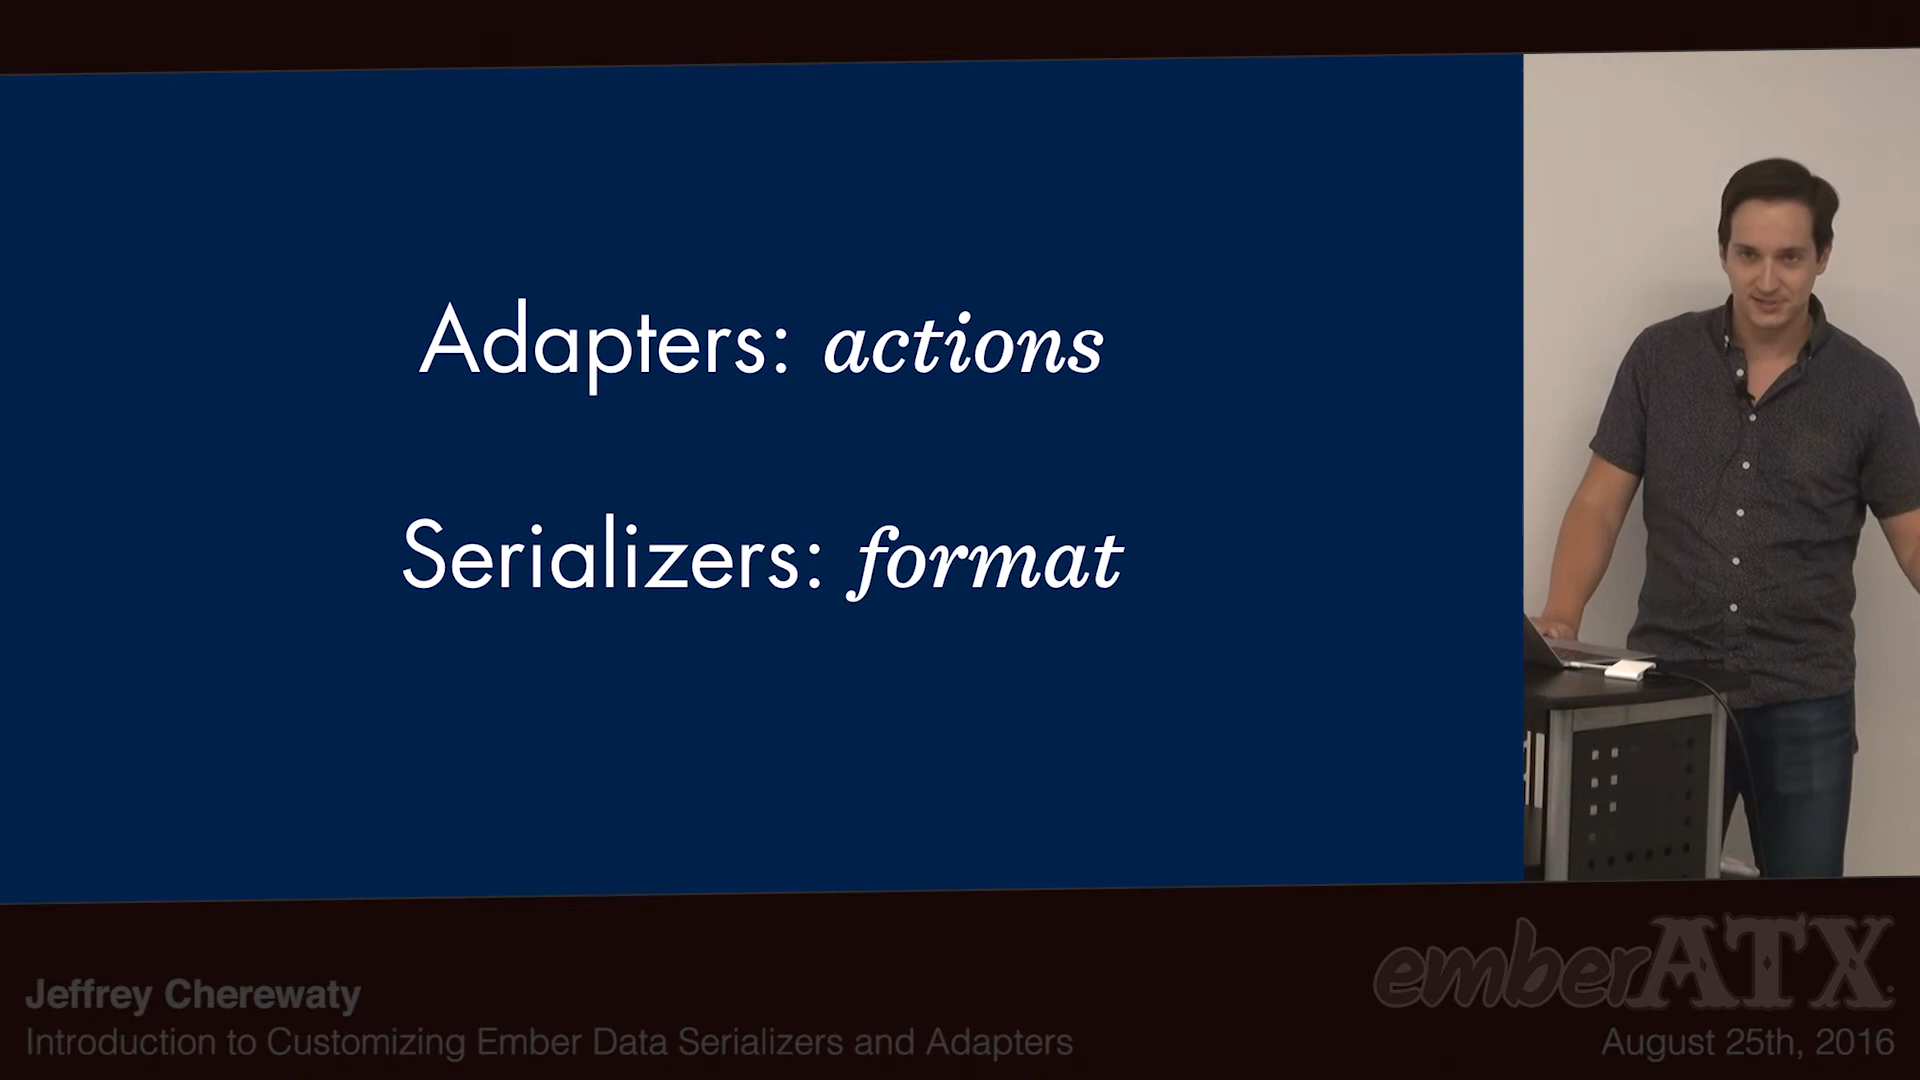 Adapters: actions
Serializers: format
Jeffrey Cherewaty
Introduction to Customizing Ember Data Serializers and Adapters
emberATX
August 25th, 2016